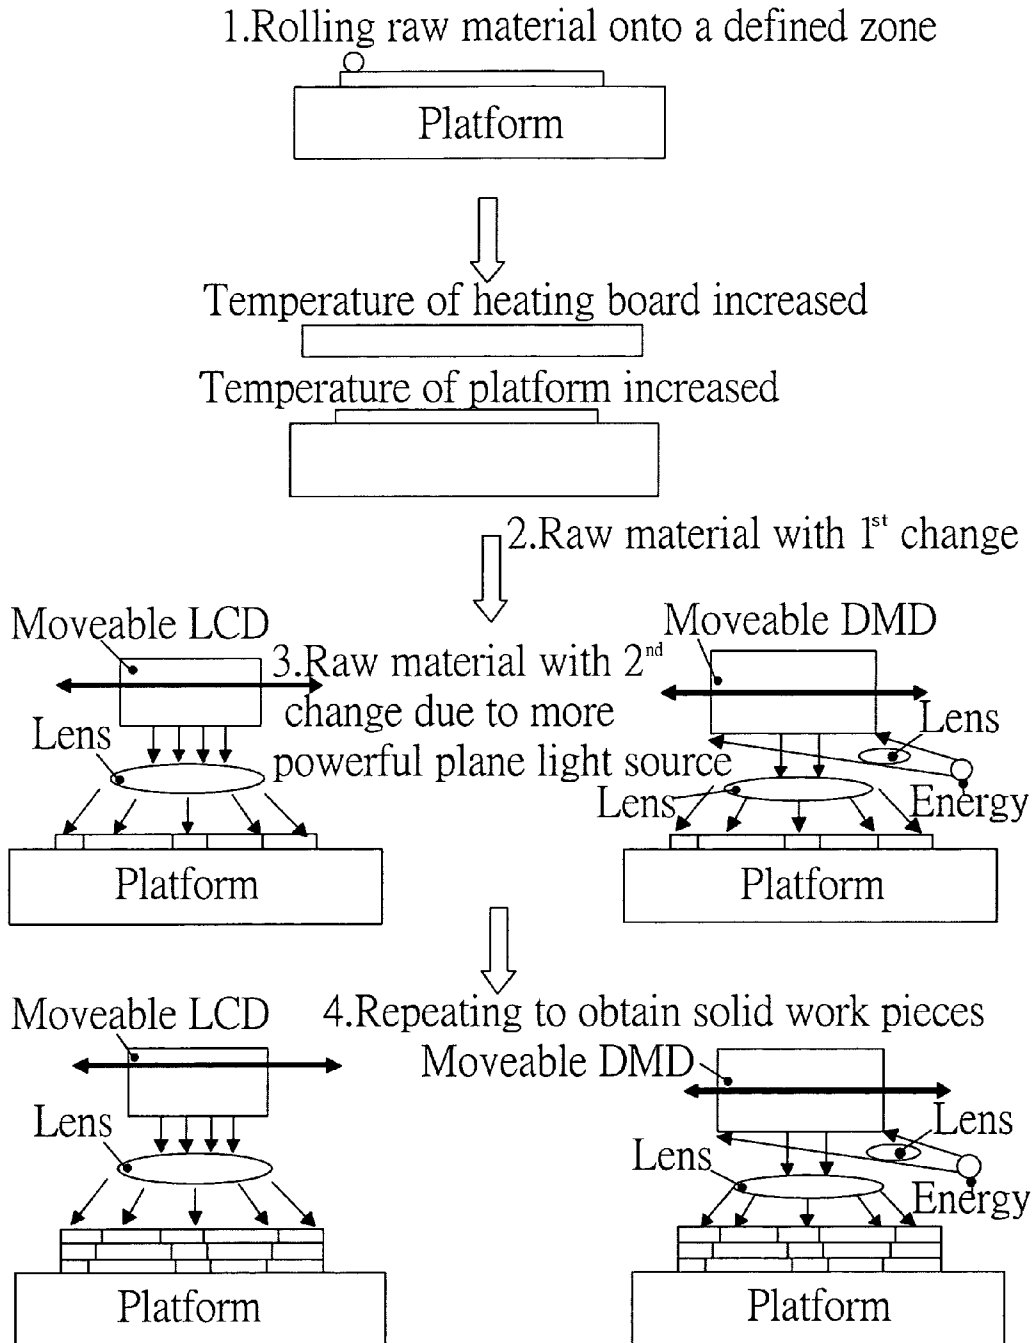 1.Rolling raw material onto a defined zone
Platform
Temperature of heating board increased
Temperature of platform increased
2.Raw material with 1st change
Moveable LCD
Moveable DMD
3.Raw material with 2nd
change due to more
powerful plane light source
Lens
Lens
Lens
Energy
Platform
Platform
4.Repeating to obtain solid work pieces
Moveable LCD
Moveable DMD
Lens
Lens
Lens
Energy
Platform
Platform